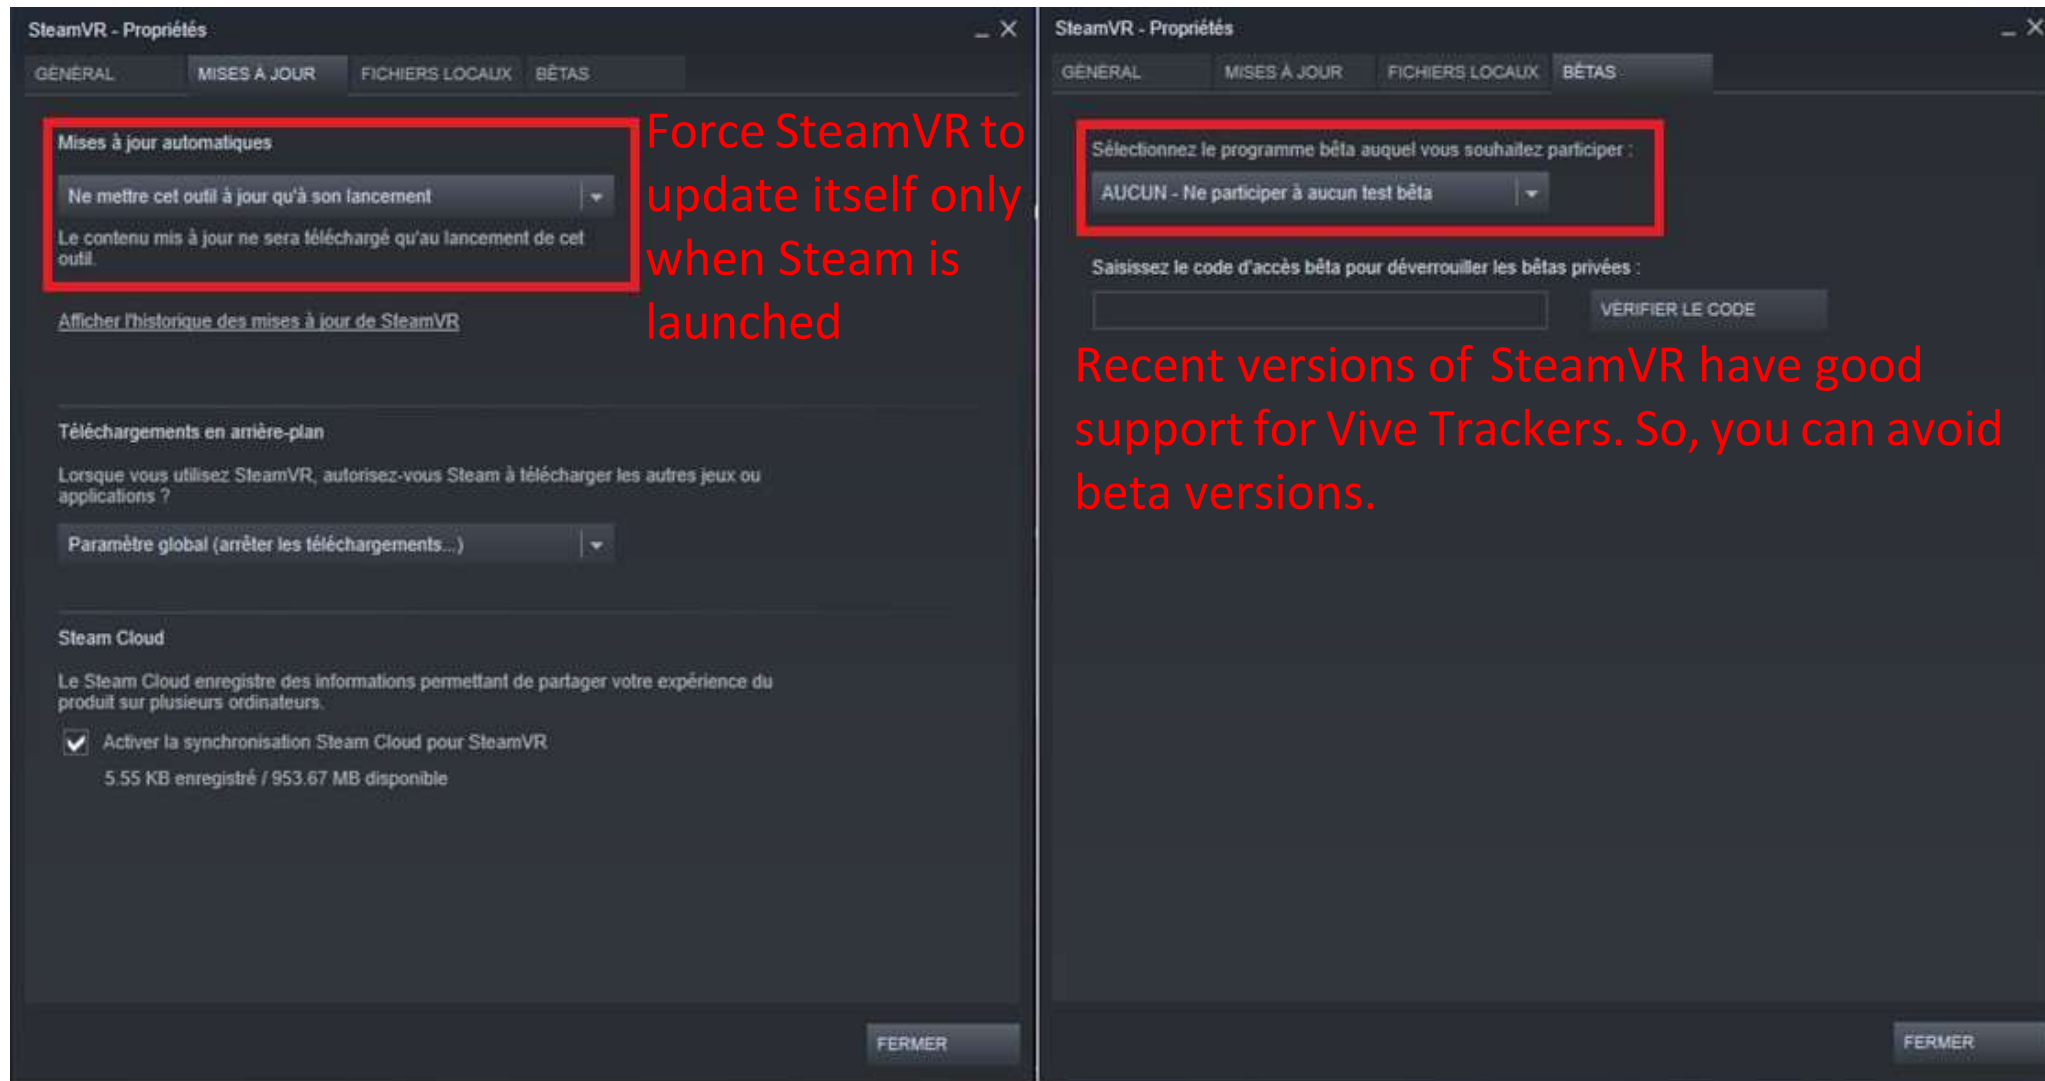 SteamVR - Propriétés
GÉNÉRAL MISES À JOUR FICHIERS LOCAUX BÊTAS
Mises à jour automatiques
Ne mettre cet outil à jour qu'à son lancement
Le contenu mis à jour ne sera téléchargé qu'au lancement de cet
outil.
Force SteamVR to
update itself only
when Steam is
launched
Afficher l'historique des mises à jour de SteamVR
Téléchargements en arrière-plan
Lorsque vous utilisez SteamVR, autorisez-vous Steam à télécharger les autres jeux ou
applications ?
Paramètre global (arrêter les téléchargements...)
Steam Cloud
Le Steam Cloud enregistre des informations permettant de partager votre expérience du
produit sur plusieurs ordinateurs.
Activer la synchronisation Steam Cloud pour SteamVR
5.55 KB enregistré / 953.67 MB disponible
FERMER
SteamVR - Propriétés
GÉNÉRAL MISES À JOUR FICHIERS LOCAUX BÊTAS
Sélectionnez le programme bêta auquel vous souhaitez participer :
AUCUN - Ne participer à aucun test bêta
Saisissez le code d'accès bêta pour déverrouiller les bêtas privées :
VÉRIFIER LE CODE
Recent versions of SteamVR have good
support for Vive Trackers. So, you can avoid
beta versions.
FERMER